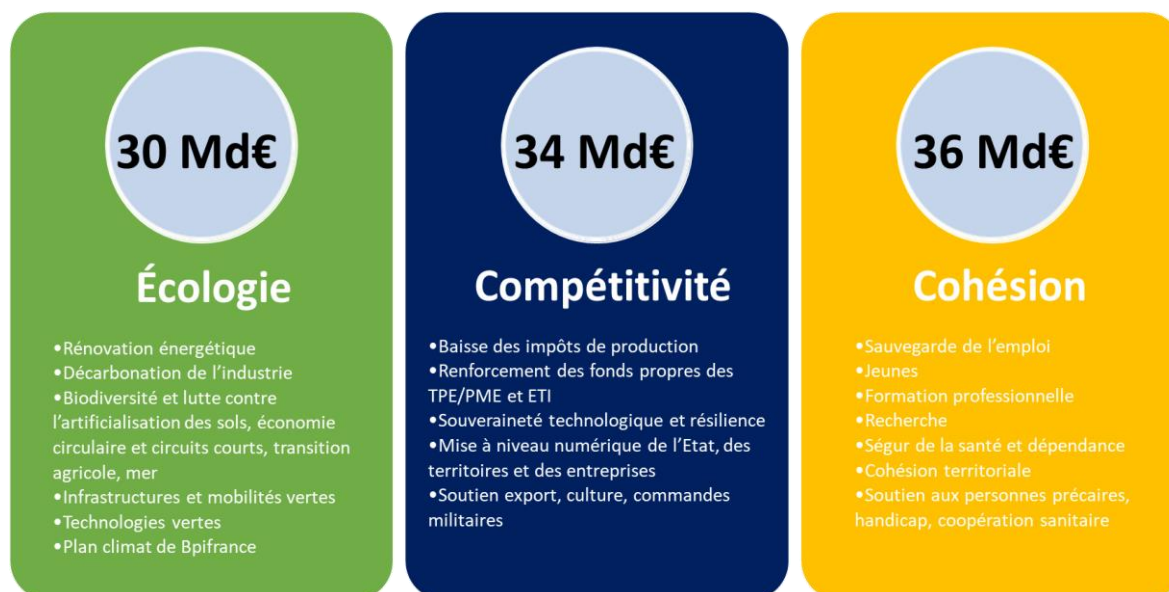 30 Md€
Écologie
•Rénovation énergétique
•Décarbonation de l'industrie
•Biodiversité et lutte contre
l'artificialisation des sols, économie
circulaire et circuits courts, transition
agricole, mer
•Infrastructures et mobilités vertes
•Technologies vertes
•Plan climat de Bpifrance
34 Md€
Compétitivité
•Baisse des impôts de production
•Renforcement des fonds propres des
TPE/PME et ETI
•Souveraineté technologique et résilience
•Mise à niveau numérique de l'Etat, des
territoires et des entreprises
•Soutien export, culture, commandes
militaires
36 Md€
Cohésion
•Sauvegarde de l'emploi
•Jeunes
•Formation professionnelle
•Recherche
•Ségur de la santé et dépendance
•Cohésion territoriale
•Soutien aux personnes précaires,
handicap, coopération sanitaire